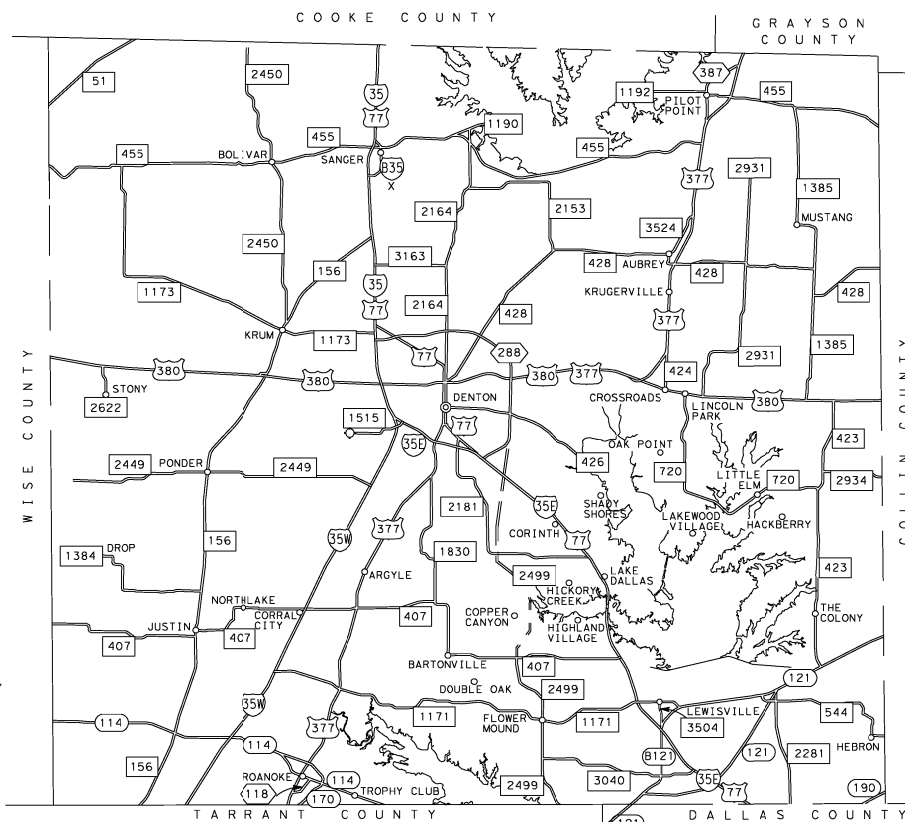 COOKE COUNTY
GRAYSON
COUNTY
387
51
2450
35
77
1192
PILOT
POINT
455
1190
455
BOLIVAR
455
SANGER
B35
X
455
2931
377
1385
2164
2153
3524
MUSTANG
2450
156
3163
428
AUBREY
428
1173
35
77
2164
428
KRUGERVILLE
428
377
KRUM
1173
77
288
2931
1385
WISE COUNTY
380
380
380
377
424
STONY
2622
DENTON
CROSSROADS
LINCOLN
PARK
380
1515
77
35E
OAK POINT
423
2449
PONDER
2449
426
720
LITTLE
ELM
720
2934
2181
35E
SHADY
SHORES
LAKEWOOD
VILLAGE
HACKBERRY
377
CORINTH
77
1384
DROP
156
35W
1830
ARGYLE
2499
HICKORY
CREEK
LAKE
DALLAS
423
NORTHLAKE
CORRAL
CITY
407
COPPER
CANYON
HIGHLAND
VILLAGE
THE
COLONY
JUSTIN
407
407
BARTONVILLE
407
121
DOUBLE OAK
2499
35W
114
377
1171
FLOWER
MOUND
1171
LEWISVILLE
3504
544
HEBRON
114
B121
121
2281
156
ROANOKE
114
3040
35E
118
170
TROPHY CLUB
2499
77
190
TARRANT COUNTY
DALLAS COUNTY